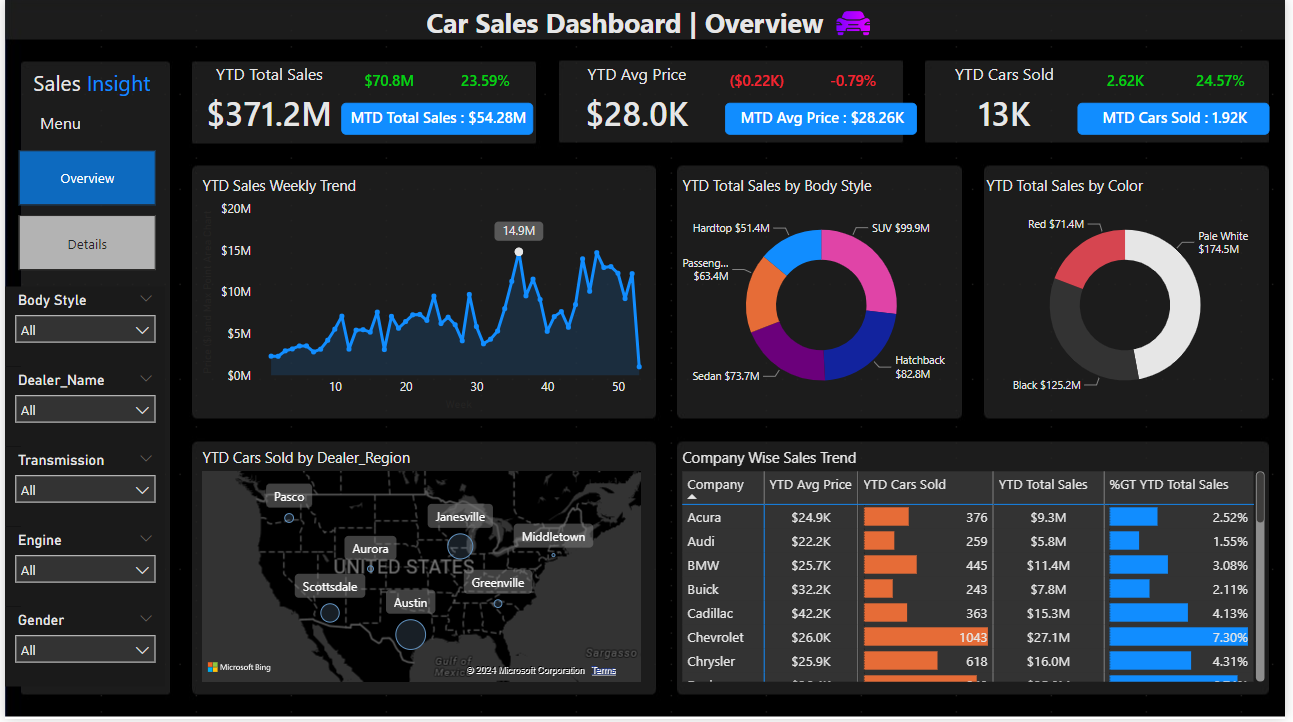 Car Sales Dashboard | Overview
Sales Insight
Menu
Overview
Details
Body Style
All
Dealer_Name
All
Transmission
All
Engine
All
Gender
All
YTD Total Sales
$70.8M 23.59%
$371.2M
MTD Total Sales : $54.28M
YTD Avg Price
($0.22K) -0.79%
$28.0K
MTD Avg Price : $28.26K
YTD Cars Sold
2.62K 24.57%
13K
MTD Cars Sold : 1.92K
YTD Sales Weekly Trend
$20M
$15M
$10M
$5M
$0M
14.9M
10 20 30 40 50
YTD Total Sales by Body Style
Hardtop $51.4M
SUV $99.9M
Passeng...
$63.4M
Hatchback
$82.8M
Sedan $73.7M
YTD Total Sales by Color
Red $71.4M
Pale White
$174.5M
Black $125.2M
YTD Cars Sold by Dealer_Region
Pasco
Janesville
Middletown
Aurora
UNITED STATES
Scottsdale
Greenville
Austin
Gulf of
Mexico
Sargasso
Microsoft Bing
© 2024 Microsoft Corporation Terms
Company Wise Sales Trend
Company YTD Avg Price YTD Cars Sold YTD Total Sales %GT YTD Total Sales
Acura $24.9K 376 $9.3M 2.52%
Audi $22.2K 259 $5.8M 1.55%
BMW $25.7K 445 $11.4M 3.08%
Buick $32.2K 243 $7.8M 2.11%
Cadillac $42.2K 363 $15.3M 4.13%
Chevrolet $26.0K 1043 $27.1M 7.30%
Chrysler $25.9K 618 $16.0M 4.31%